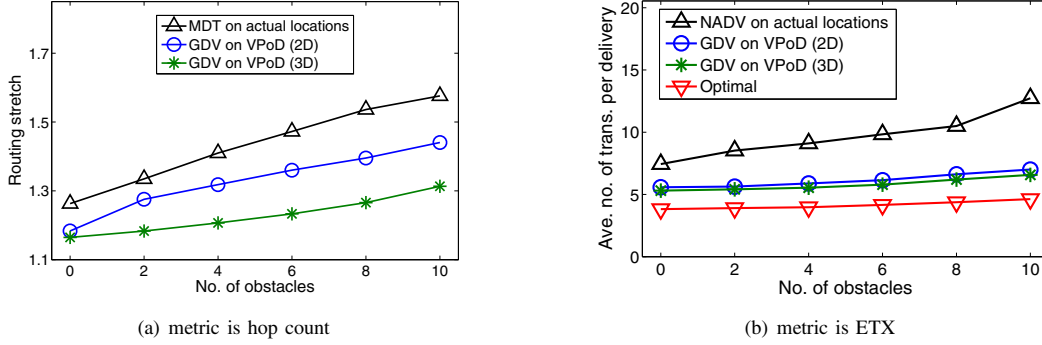 MDT on actual locations
GDV on VPoD (2D)
GDV on VPoD (3D)
1.7
1.5
1.3
1.1
Routing stretch
0 2 4 6 8 10
No. of obstacles
(a) metric is hop count
NADV on actual locations
GDV on VPoD (2D)
GDV on VPoD (3D)
Optimal
20
15
10
5
0
Ave. no. of trans. per delivery
0 2 4 6 8 10
No. of obstacles
(b) metric is ETX